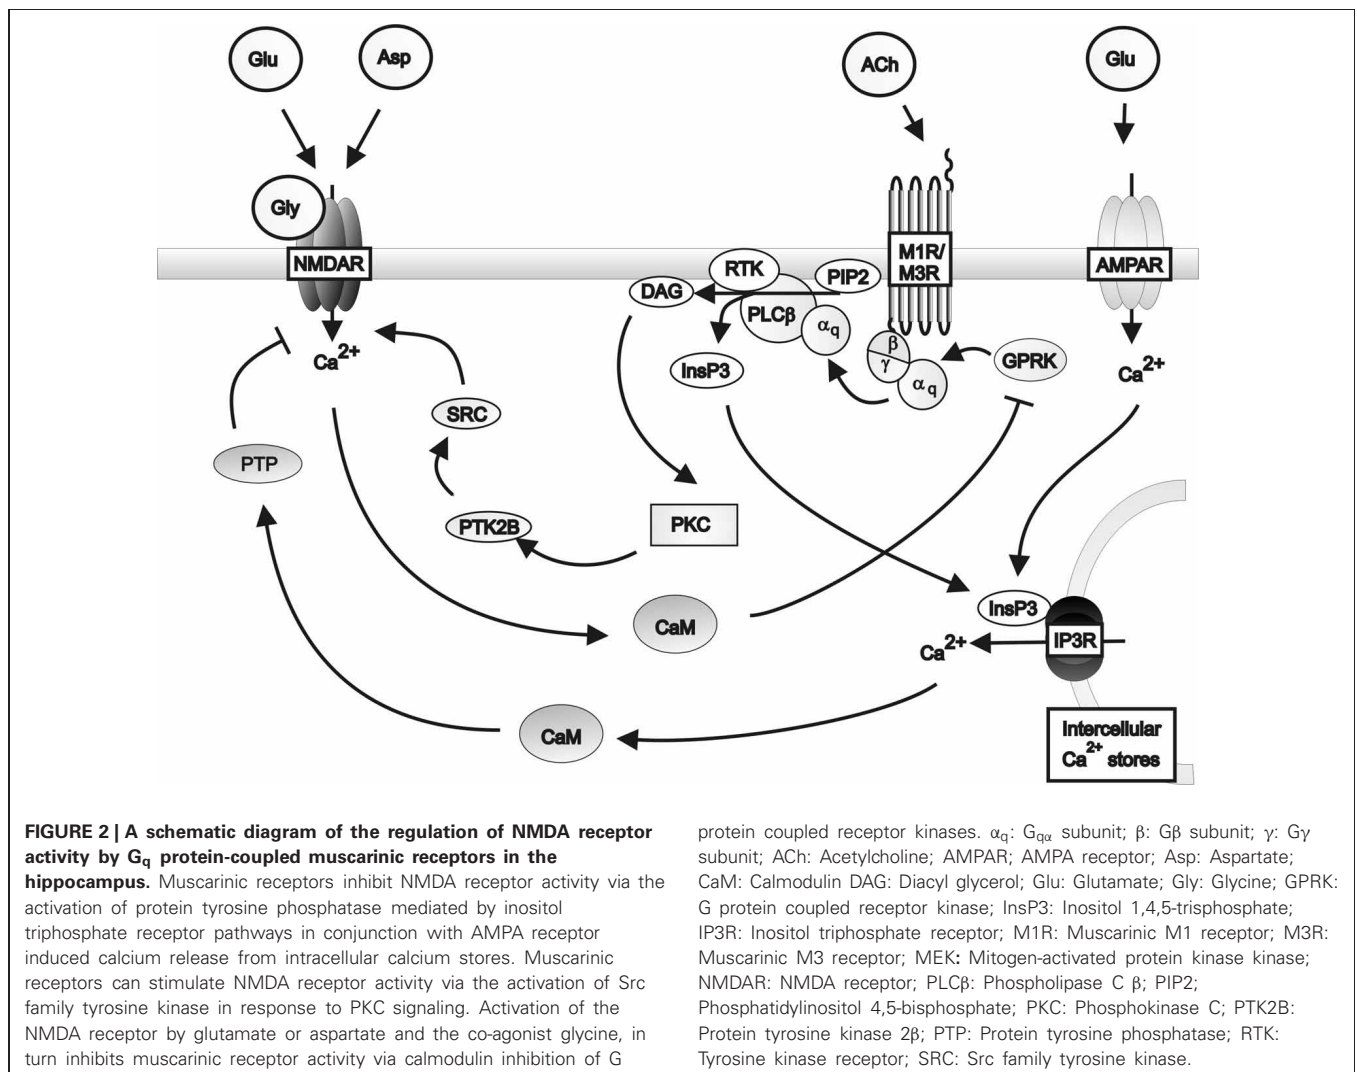 Glu
Asp
ACh
Glu
Gly
NMDAR
RTK
PIP2
M1R/
M3R
AMPAR
DAG
PLCβ
αq
β
γ
αq
GPRK
Ca2+
InsP3
Ca2+
SRC
PTP
PTK2B
PKC
CaM
InsP3
Ca2+
IP3R
CaM
Intercellular
Ca2+ stores
FIGURE 2 | A schematic diagram of the regulation of NMDA receptor
activity by Gq protein-coupled muscarinic receptors in the
hippocampus. Muscarinic receptors inhibit NMDA receptor activity via the
activation of protein tyrosine phosphatase mediated by inositol
triphosphate receptor pathways in conjunction with AMPA receptor
induced calcium release from intracellular calcium stores. Muscarinic
receptors can stimulate NMDA receptor activity via the activation of Src
family tyrosine kinase in response to PKC signaling. Activation of the
NMDA receptor by glutamate or aspartate and the co-agonist glycine, in
turn inhibits muscarinic receptor activity via calmodulin inhibition of G
protein coupled receptor kinases. αq: Gqα subunit; β: Gβ subunit; γ: Gγ
subunit; ACh: Acetylcholine; AMPAR; AMPA receptor; Asp: Aspartate;
CaM: Calmodulin DAG: Diacyl glycerol; Glu: Glutamate; Gly: Glycine; GPRK:
G protein coupled receptor kinase; InsP3: Inositol 1,4,5-trisphosphate;
IP3R: Inositol triphosphate receptor; M1R: Muscarinic M1 receptor; M3R:
Muscarinic M3 receptor; MEK: Mitogen-activated protein kinase kinase;
NMDAR: NMDA receptor; PLCβ: Phospholipase C β; PIP2;
Phosphatidylinositol 4,5-bisphosphate; PKC: Phosphokinase C; PTK2B:
Protein tyrosine kinase 2β; PTP: Protein tyrosine phosphatase; RTK:
Tyrosine kinase receptor; SRC: Src family tyrosine kinase.